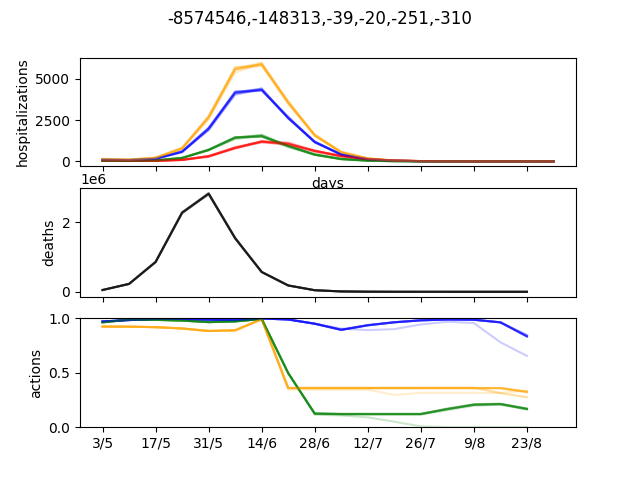 -8574546,-148313,-39,-20,-251,-310
hospitalizations
5000
2500
0
days
1e6
deaths
2
0
actions
1.0
0.5
0.0
3/5 17/5 31/5 14/6 28/6 12/7 26/7 9/8 23/8